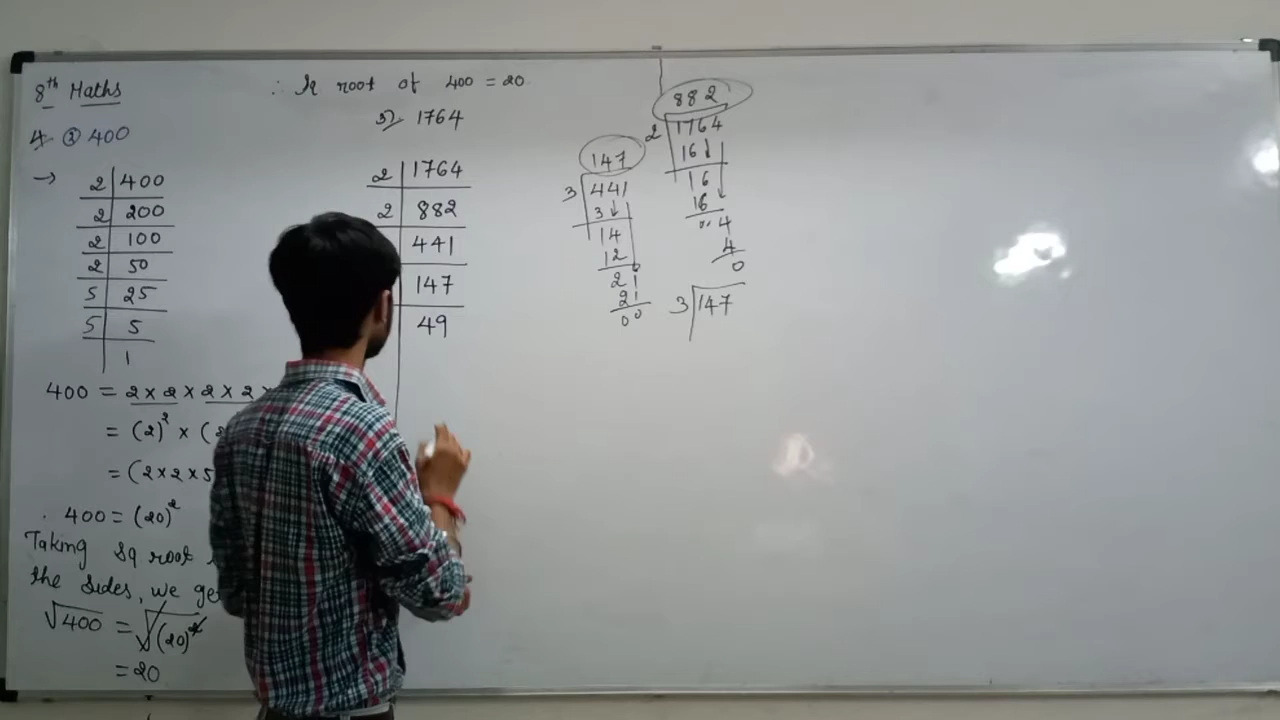 8th Maths
4. ② 400
→
2 | 400
2 | 200
2 | 100
2 | 50
5 | 25
5 | 5
1
400 = 2 × 2 × 2 × 2 ×
= (2)² × (
= (2 × 2 × 5
. 400 = (20)²
Taking sq root
the sides, we get
√400 = √(20)²
= 20
∴ sq root of 400 = 20
3) 1764
2 | 1764
2 | 882
441
147
49
147
3 | 441
3↓
14
12
21
21
00
882
2 | 1764
16↓
16
16
0.4
4
0
3 | 147